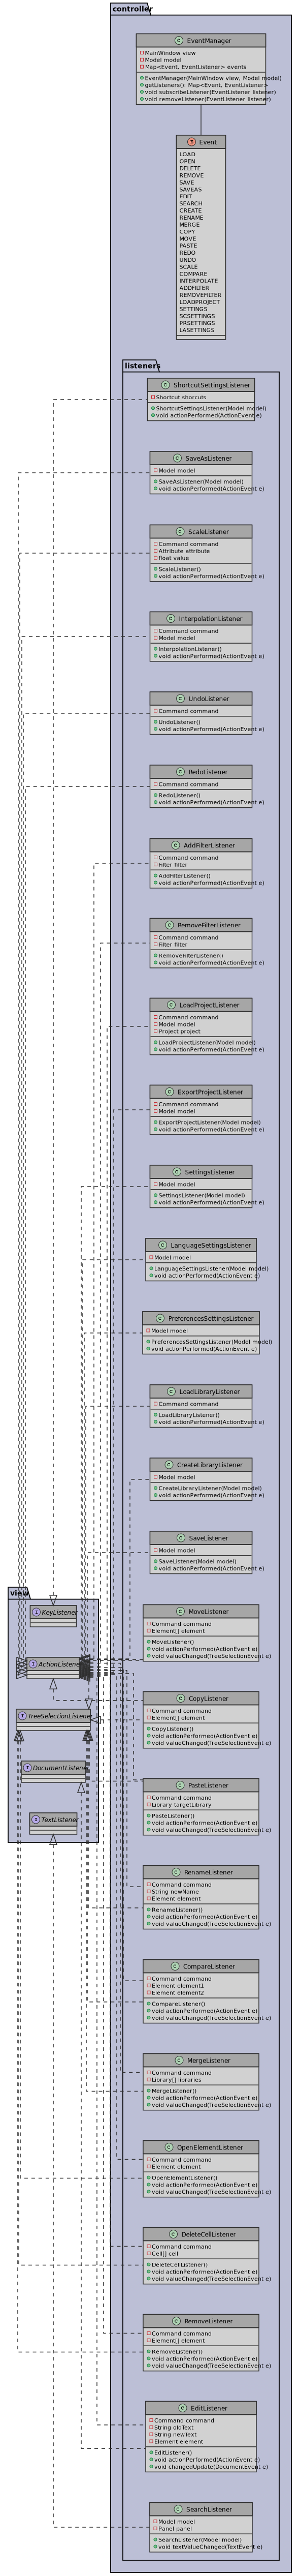 controller
EventManager
MainWindow view
Model model
Map<Event, EventListener> events
EventManager(MainWindow view, Model model)
getListeners(): Map<Event, EventListener>
void subscribeListener(EventListener listener)
void removeListener(EventListener listener)
Event
LOAD
OPEN
DELETE
REMOVE
SAVE
SAVEAS
EDIT
SEARCH
CREATE
RENAME
MERGE
COPY
MOVE
PASTE
REDO
UNDO
SCALE
COMPARE
INTERPOLATE
ADDFILTER
REMOVEFILTER
LOADPROJECT
SETTINGS
SCSETTINGS
PRSETTINGS
LASETTINGS
listeners
ShortcutSettingsListener
Shortcut shorcuts
ShortcutSettingsListener(Model model)
void actionPerformed(ActionEvent e)
SaveAsListener
Model model
SaveAsListener(Model model)
void actionPerformed(ActionEvent e)
ScaleListener
Command command
Attribute attribute
float value
ScaleListener()
void actionPerformed(ActionEvent e)
InterpolationListener
Command command
Model model
interpolationListener()
void actionPerformed(ActionEvent e)
UndoListener
Command command
UndoListener()
void actionPerformed(ActionEvent e)
RedoListener
Command command
RedoListener()
void actionPerformed(ActionEvent e)
AddFilterListener
Command command
Filter filter
AddFilterListener()
void actionPerformed(ActionEvent e)
RemoveFilterListener
Command command
Filter filter
RemoveFilterListener()
void actionPerformed(ActionEvent e)
LoadProjectListener
Command command
Model model
Project project
LoadProjectListener(Model model)
void actionPerformed(ActionEvent e)
ExportProjectListener
Command command
Model model
ExportProjectListener(Model model)
void actionPerformed(ActionEvent e)
SettingsListener
Model model
SettingsListener(Model model)
void actionPerformed(ActionEvent e)
LanguageSettingsListener
Model model
LanguageSettingsListener(Model model)
void actionPerformed(ActionEvent e)
PreferencesSettingsListener
Model model
PreferencesSettingsListener(Model model)
void actionPerformed(ActionEvent e)
LoadLibraryListener
Command command
LoadLibraryListener()
void actionPerformed(ActionEvent e)
CreateLibraryListener
Model model
CreateLibraryListener(Model model)
void actionPerformed(ActionEvent e)
SaveListener
Model model
SaveListener(Model model)
void actionPerformed(ActionEvent e)
view
KeyListener
ActionListener
TreeSelectionListener
DocumentListener
TextListener
MoveListener
Command command
Element[] element
MoveListener()
void actionPerformed(ActionEvent e)
void valueChanged(TreeSelectionEvent e)
CopyListener
Command command
Element[] element
CopyListener()
void actionPerformed(ActionEvent e)
void valueChanged(TreeSelectionEvent e)
PasteListener
Command command
Library targetLibrary
PasteListener()
void actionPerformed(ActionEvent e)
void valueChanged(TreeSelectionEvent e)
RenameListener
Command command
String newName
Element element
RenameListener()
void actionPerformed(ActionEvent e)
void valueChanged(TreeSelectionEvent e)
CompareListener
Command command
Element element1
Element element2
CompareListener()
void actionPerformed(ActionEvent e)
void valueChanged(TreeSelectionEvent e)
MergeListener
Command command
Library[] libraries
MergeListener()
void actionPerformed(ActionEvent e)
void valueChanged(TreeSelectionEvent e)
OpenElementListener
Command command
Element element
OpenElementListener()
void actionPerformed(ActionEvent e)
void valueChanged(TreeSelectionEvent e)
DeleteCellListener
Command command
Cell[] cell
DeleteCellListener()
void actionPerformed(ActionEvent e)
void valueChanged(TreeSelectionEvent e)
RemoveListener
Command command
Element[] element
RemoveListener()
void actionPerformed(ActionEvent e)
void valueChanged(TreeSelectionEvent e)
EditListener
Command command
String oldText
String newText
Element element
EditListener()
void actionPerformed(ActionEvent e)
void changedUpdate(DocumentEvent e)
SearchListener
Model model
Panel panel
SearchListener(Model model)
void textValueChanged(TextEvent e)